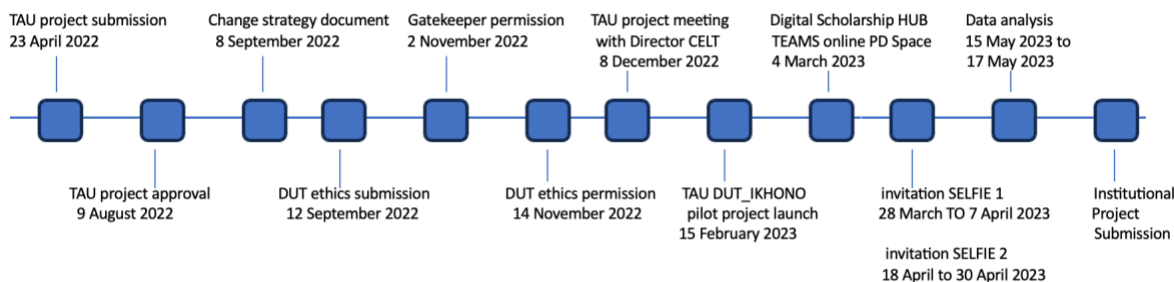 TAU project submission
23 April 2022
Change strategy document
8 September 2022
Gatekeeper permission
2 November 2022
TAU project meeting
with Director CELT
8 December 2022
Digital Scholarship HUB
TEAMS online PD Space
4 March 2023
Data analysis
15 May 2023 to
17 May 2023
TAU project approval
9 August 2022
DUT ethics submission
12 September 2022
DUT ethics permission
14 November 2022
TAU DUT_IKHONO
pilot project launch
15 February 2023
invitation SELFIE 1
28 March TO 7 April 2023
invitation SELFIE 2
18 April to 30 April 2023
Institutional
Project
Submission